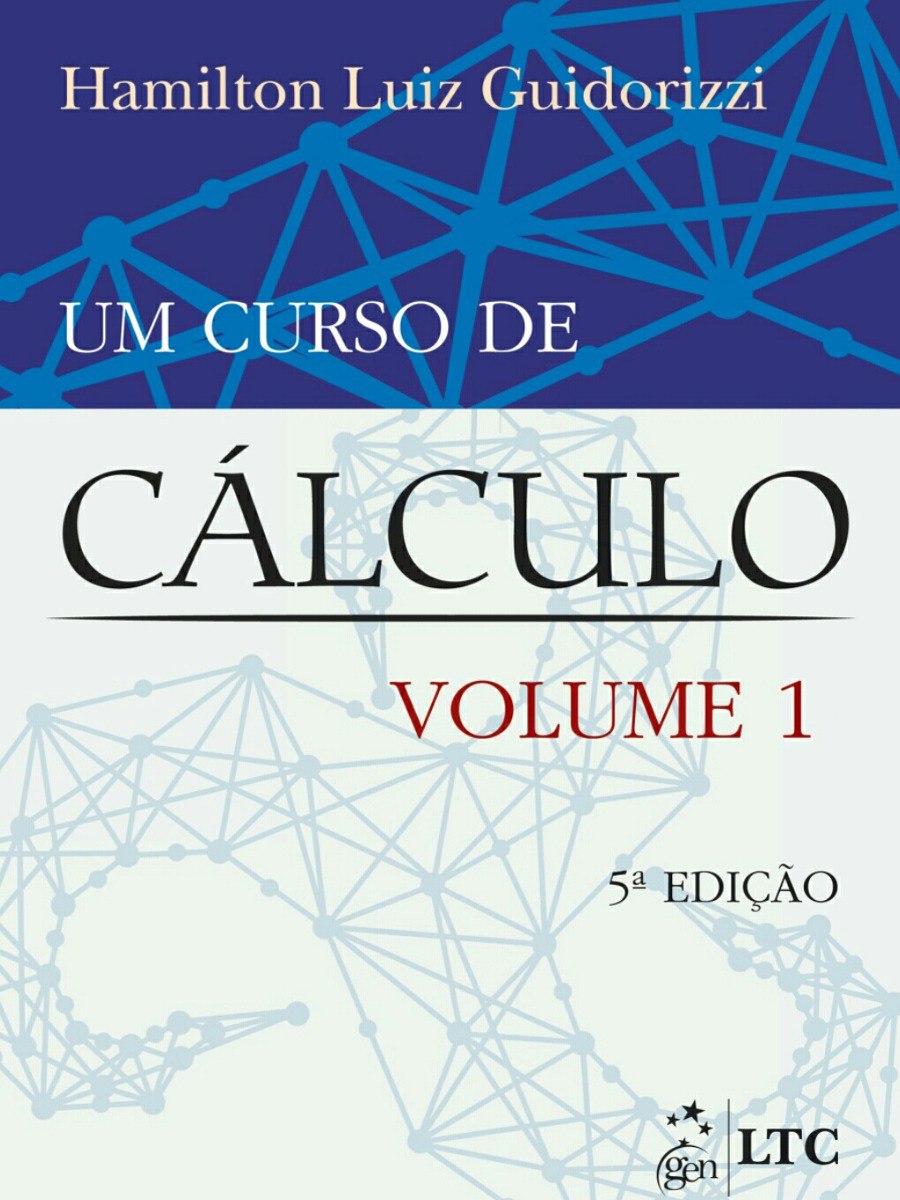 Hamilton Luiz Guidorizzi
UM CURSO DE
CÁLCULO
VOLUME 1
5ª EDIÇÃO
gen
LTC